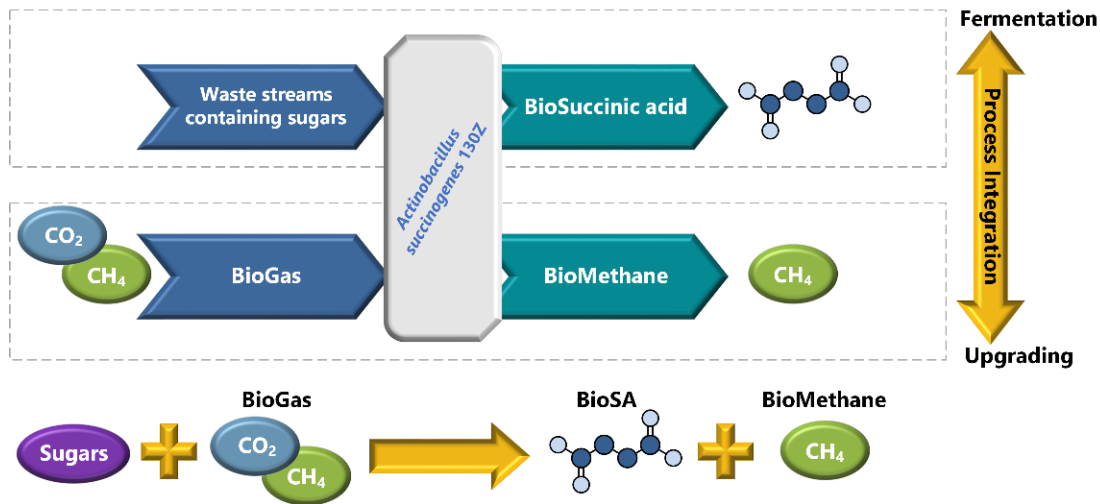 Fermentation
Waste streams
containing sugars
BioSuccinic acid
Actinobacillus
succinogenes 130Z
Process Integration
CO₂
CH₄
BioGas
BioMethane
CH₄
Upgrading
BioGas
BioSA
BioMethane
Sugars
CO₂
CH₄
CH₄